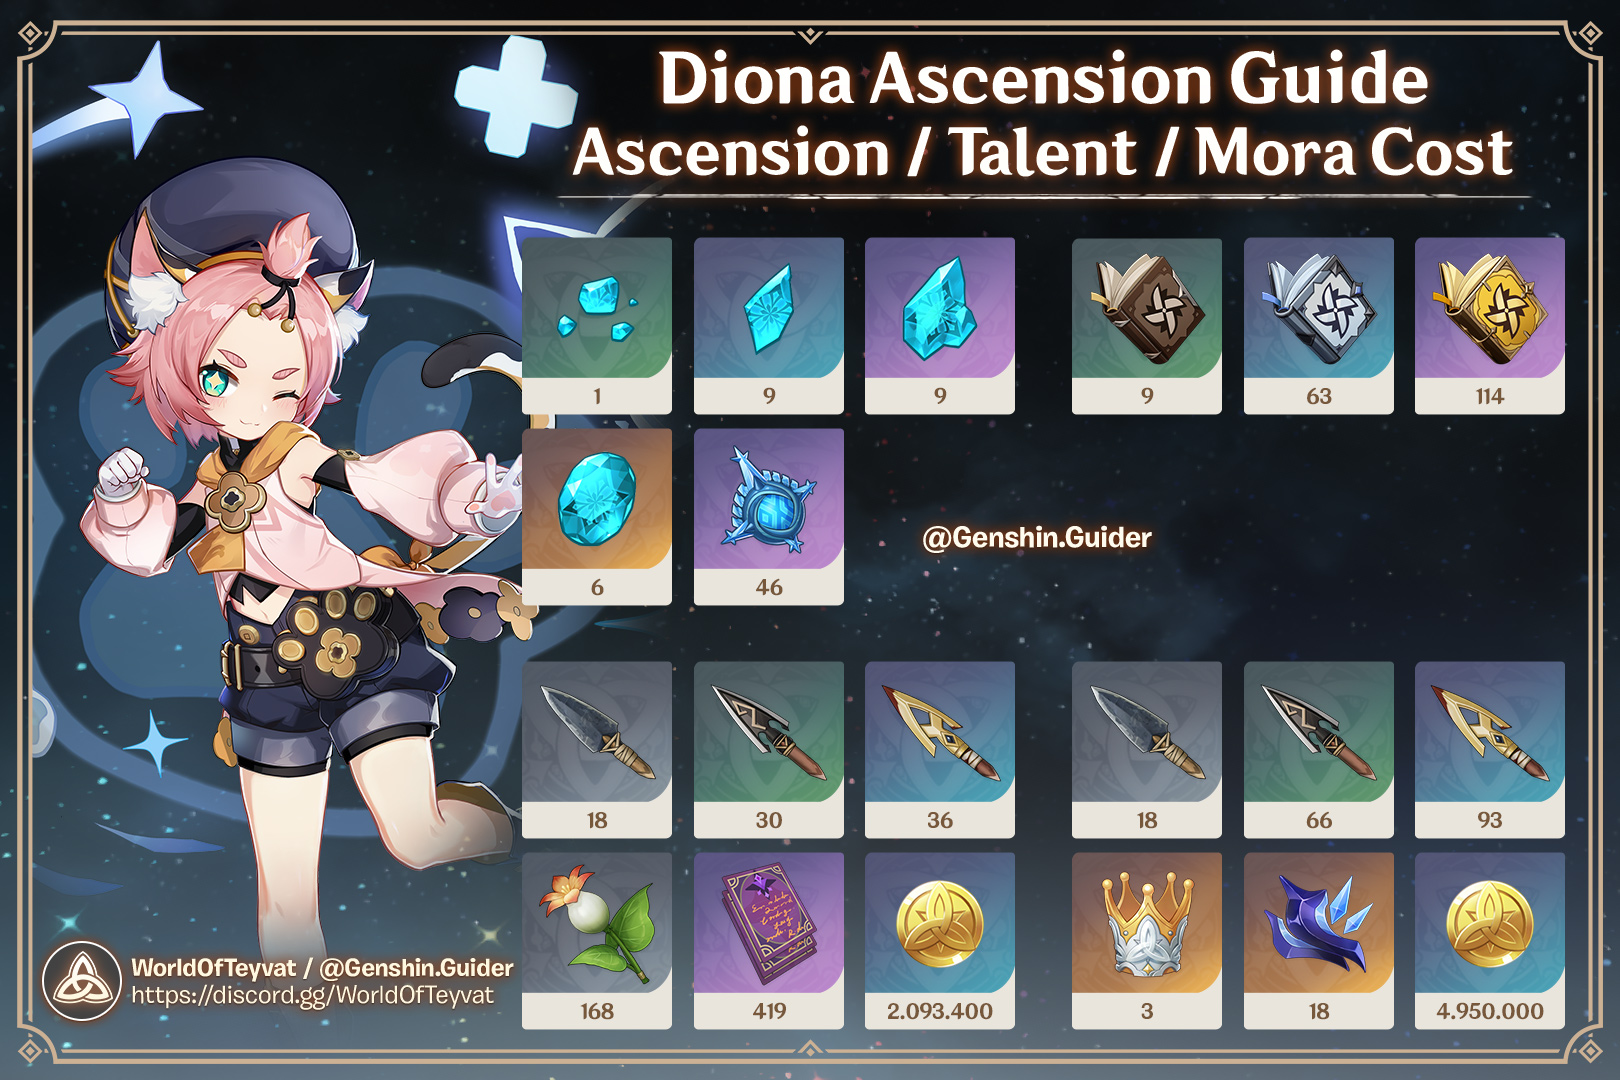 Diona Ascension Guide
Ascension / Talent / Mora Cost
1 9 9 9 63 114
6 46
@Genshin.Guider
18 30 36 18 66 93
168 419 2.093.400 3 18 4.950.000
WorldOfTeyvat / @Genshin.Guider
https://discord.gg/WorldOfTeyvat